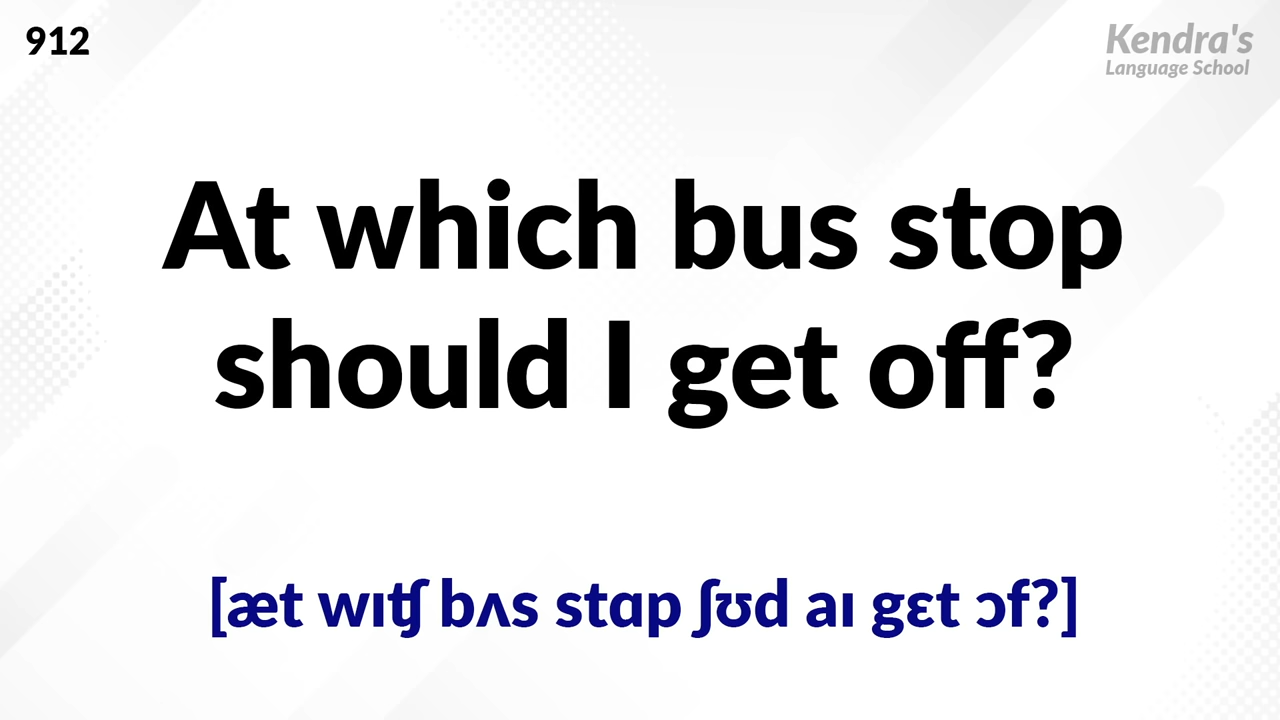 912
Kendra's
Language School
At which bus stop
should I get off?
[æt wɪʧ bʌs stɑp ʃʊd aɪ gɛt ɔf?]